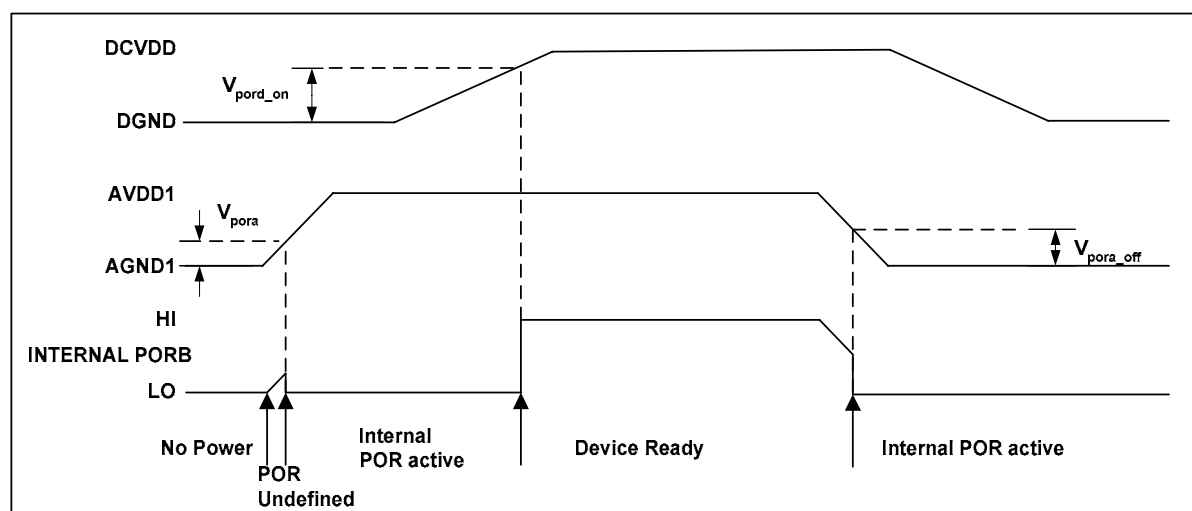 DCVDD
Vpord_on
DGND
AVDD1
Vpora
AGND1
Vpora_off
HI
INTERNAL PORB
LO
No Power
POR
Undefined
Internal
POR active
Device Ready
Internal POR active